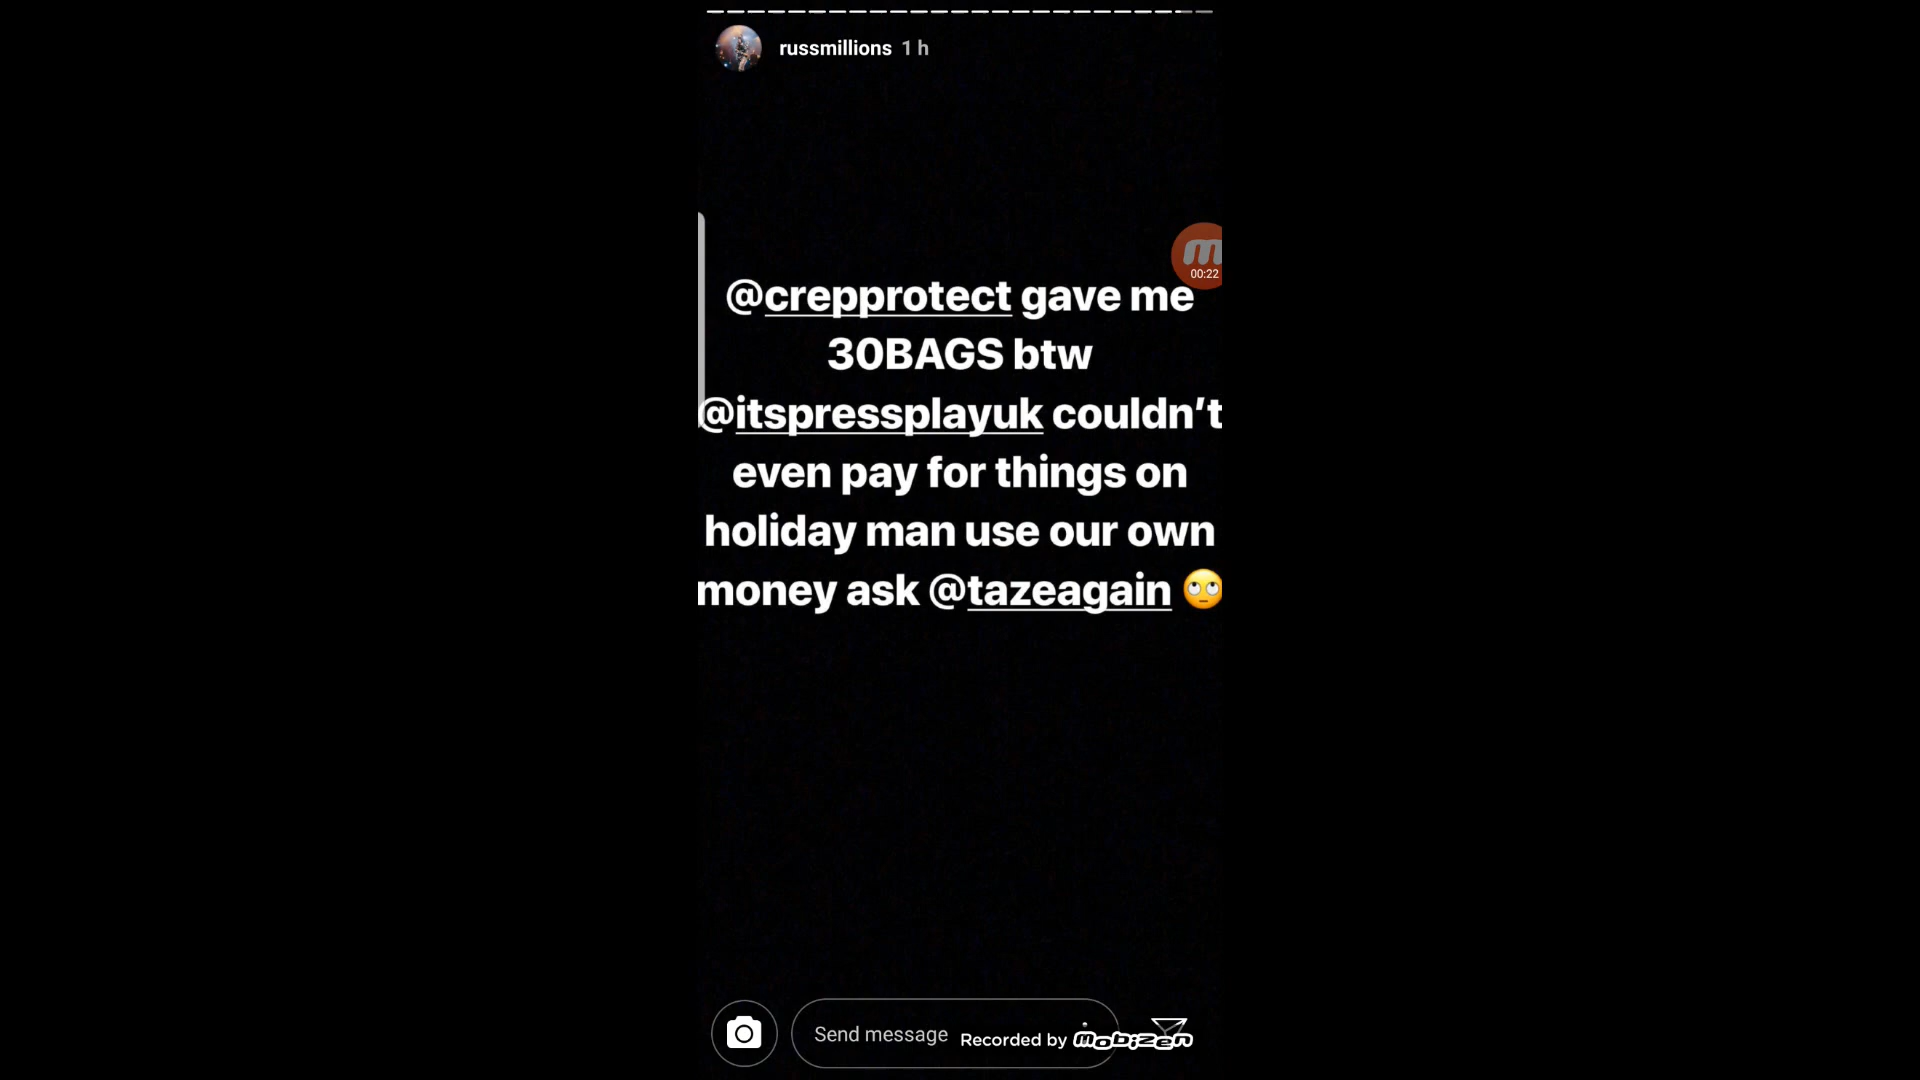 russmillions 1 h
00:22
@crepprotect gave me
30BAGS btw
@itspressplayuk couldn’t
even pay for things on
holiday man use our own
money ask @tazeagain 🙄
Send message
Recorded by mobizen